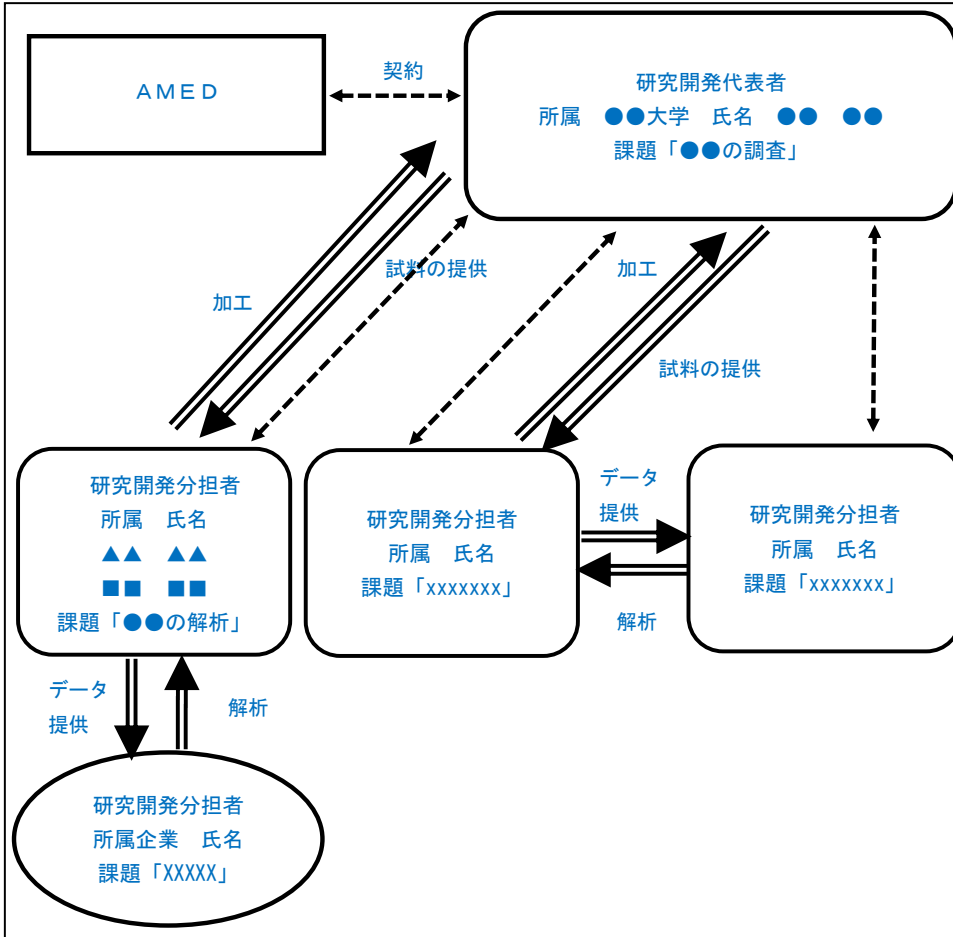 AMED
契約
研究開発代表者
所属　●●大学　氏名　●●　●●
課題「●●の調査」
加工
試料の提供
加工
試料の提供
研究開発分担者
所属　氏名
▲▲　▲▲
■■　■■
課題「●●の解析」
研究開発分担者
所属　氏名
課題「xxxxxxx」
データ
提供
解析
研究開発分担者
所属　氏名
課題「xxxxxxx」
データ
提供
解析
研究開発分担者
所属企業　氏名
課題「XXXXX」